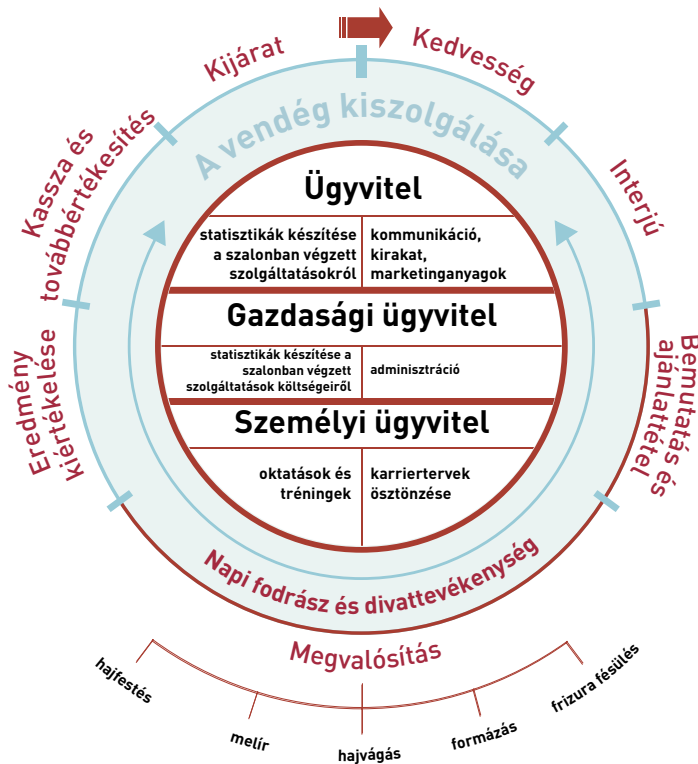 Kijárat
Kedvesség
Interjú
Bemutatás és
ajánlattétel
Megvalósítás
Eredmény
kiértékelése
Kassza és
továbbértékesítés
A vendég kiszolgálása
Ügyvitel
statisztikák készítése
a szalonban végzett
szolgáltatásokról
kommunikáció,
kirakat,
marketinganyagok
Gazdasági ügyvitel
statisztikák készítése a
szalonban végzett
szolgáltatások költségeiről
adminisztráció
Személyi ügyvitel
oktatások és
tréningek
karriertervek
ösztönzése
Napi fodrász és divattevékenység
hajfestés
melír
hajvágás
formázás
frizura fésülés